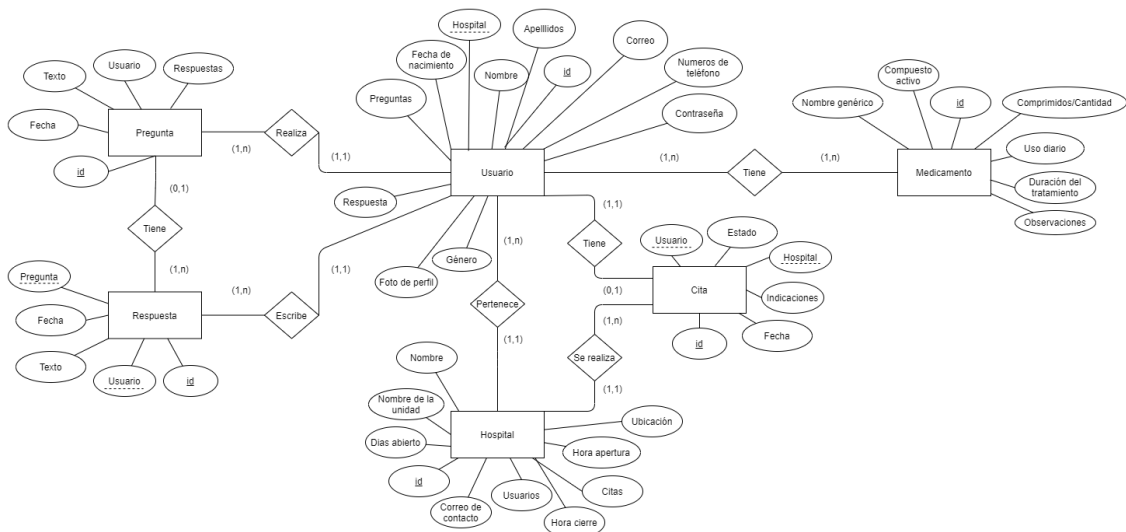 Hospital
Apelllidos
Usuario
Correo
Fecha de
nacimiento
Texto
Respuestas
Nombre
id
Numeros de
teléfono
Compuesto
activo
Preguntas
Nombre genérico
id
Comprimidos/Cantidad
Contraseña
Fecha
Pregunta
Realiza
(1,n)
(1,1)
(1,n)
(1,n)
Uso diario
id
Usuario
Tiene
Medicamento
(0,1)
Respuesta
(1,1)
Duración del
tratamiento
Observaciones
Tiene
Género
(1,n)
Tiene
Usuario
Estado
Pregunta
(1,n)
(1,1)
Foto de perfil
Hospital
(1,n)
Cita
(0,1)
Indicaciones
Fecha
Respuesta
Escribe
Pertenece
(1,n)
Fecha
(1,1)
id
Texto
Nombre
Se realiza
Usuario
id
(1,1)
Nombre de la
unidad
Ubicación
Dias abierto
Hospital
Hora apertura
id
Usuarios
Citas
Correo de
contacto
Hora cierre